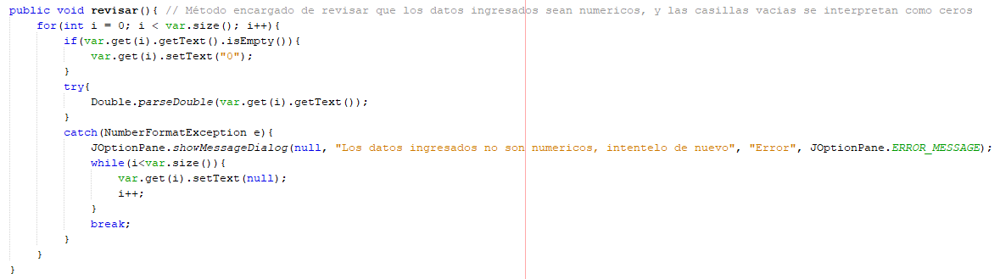 public void revisar(){ // Método encargado de revisar que los datos ingresados sean numericos, y las casillas vacias se interpretan como ceros
for(int i = 0; i < var.size(); i++){
if(var.get(i).getText().isEmpty()){
var.get(i).setText("0");
}
try{
Double.parseDouble(var.get(i).getText());
}
catch(NumberFormatException e){
JOptionPane.showMessageDialog(null, "Los datos ingresados no son numericos, intentelo de nuevo", "Error", JOptionPane.ERROR_MESSAGE);
while(i<var.size()){
var.get(i).setText(null);
i++;
}
break;
}
}
}